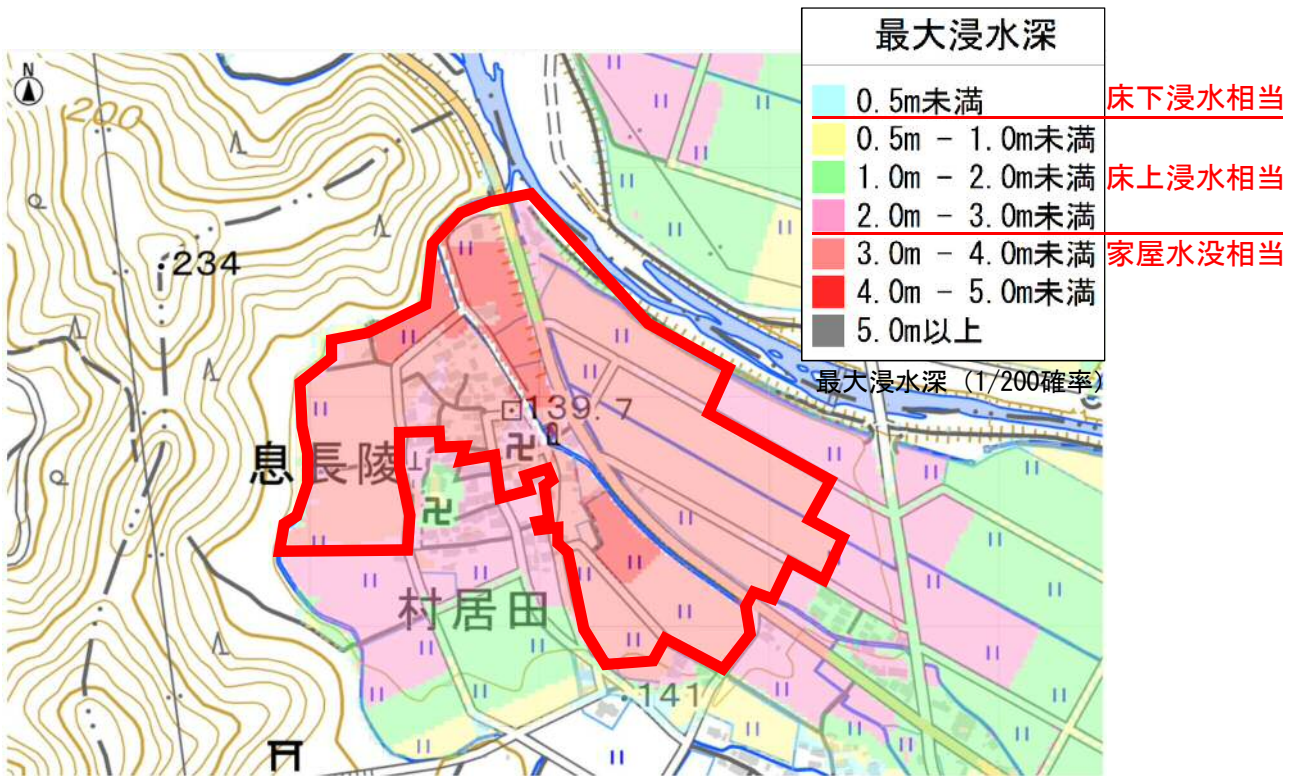 最大浸水深
0.5m未満
床下浸水相当
0.5m - 1.0m未満
1.0m - 2.0m未満
床上浸水相当
2.0m - 3.0m未満
3.0m - 4.0m未満
家屋水没相当
4.0m - 5.0m未満
5.0m以上
最大浸水深（1/200確率）
N
200
・234
139.7
息長陵
村居田
・141